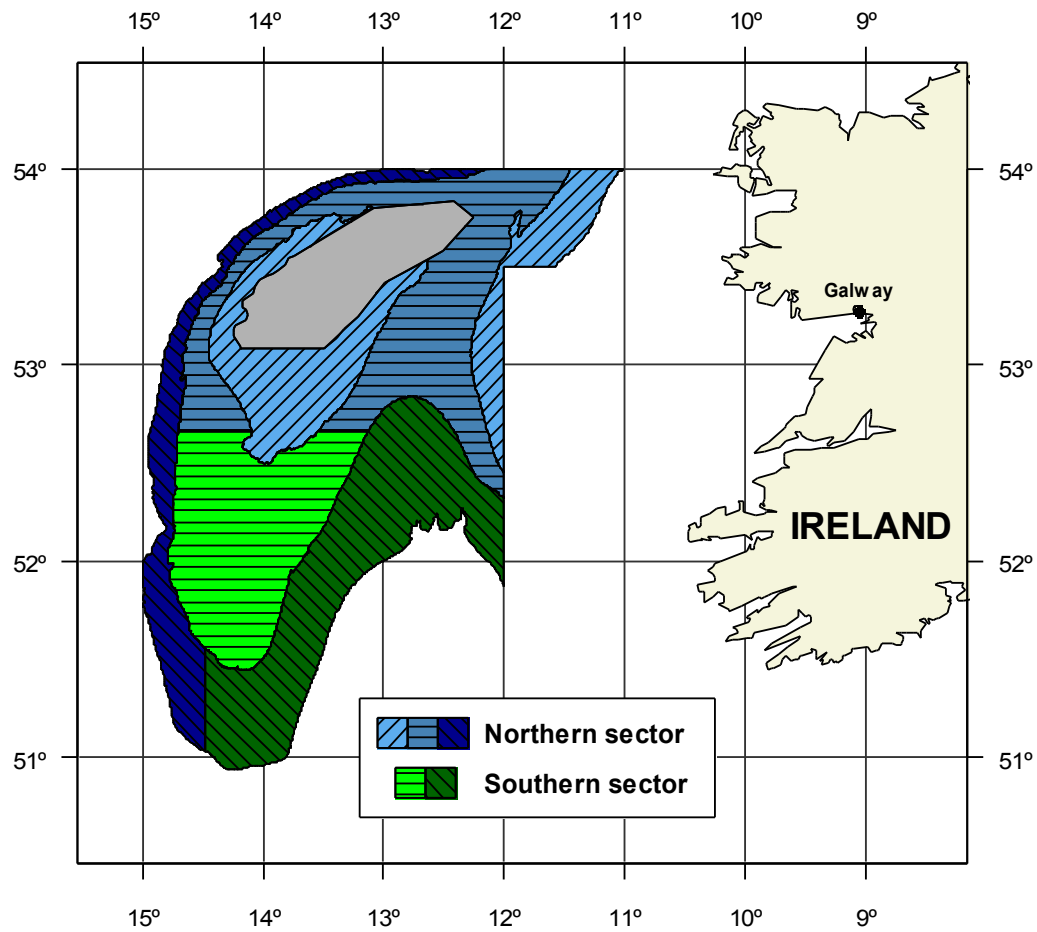 15º 14º 13º 12º 11º 10º 9º
54º 54º
Galway
53º 53º
IRELAND
52º 52º
Northern sector
51º 51º
Southern sector
15º 14º 13º 12º 11º 10º 9º